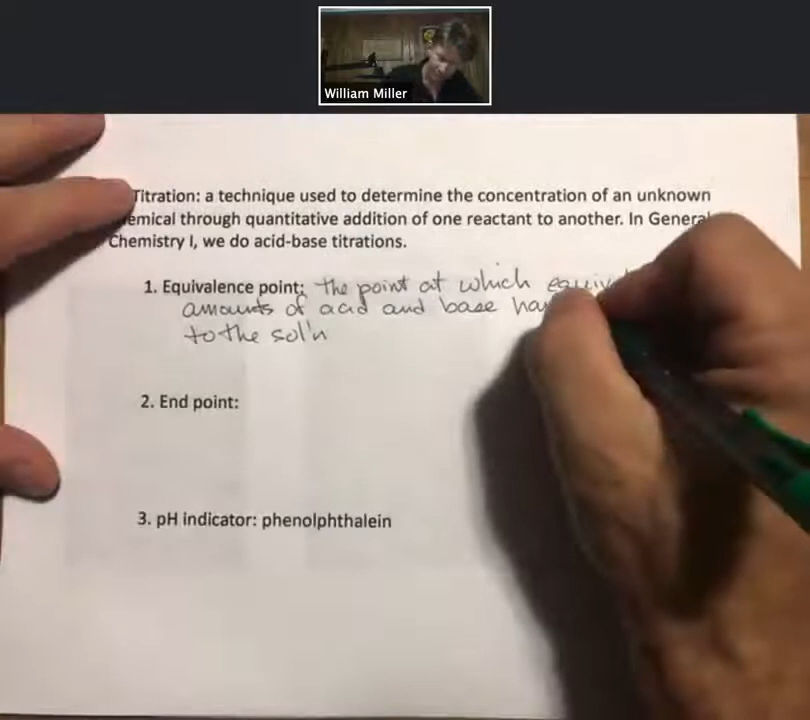 William Miller
Titration: a technique used to determine the concentration of an unknown
emical through quantitative addition of one reactant to another. In General
Chemistry I, we do acid-base titrations.
1. Equivalence point: the point at which
amounts of acid and base
to the sol'n
2. End point:
3. pH indicator: phenolphthalein